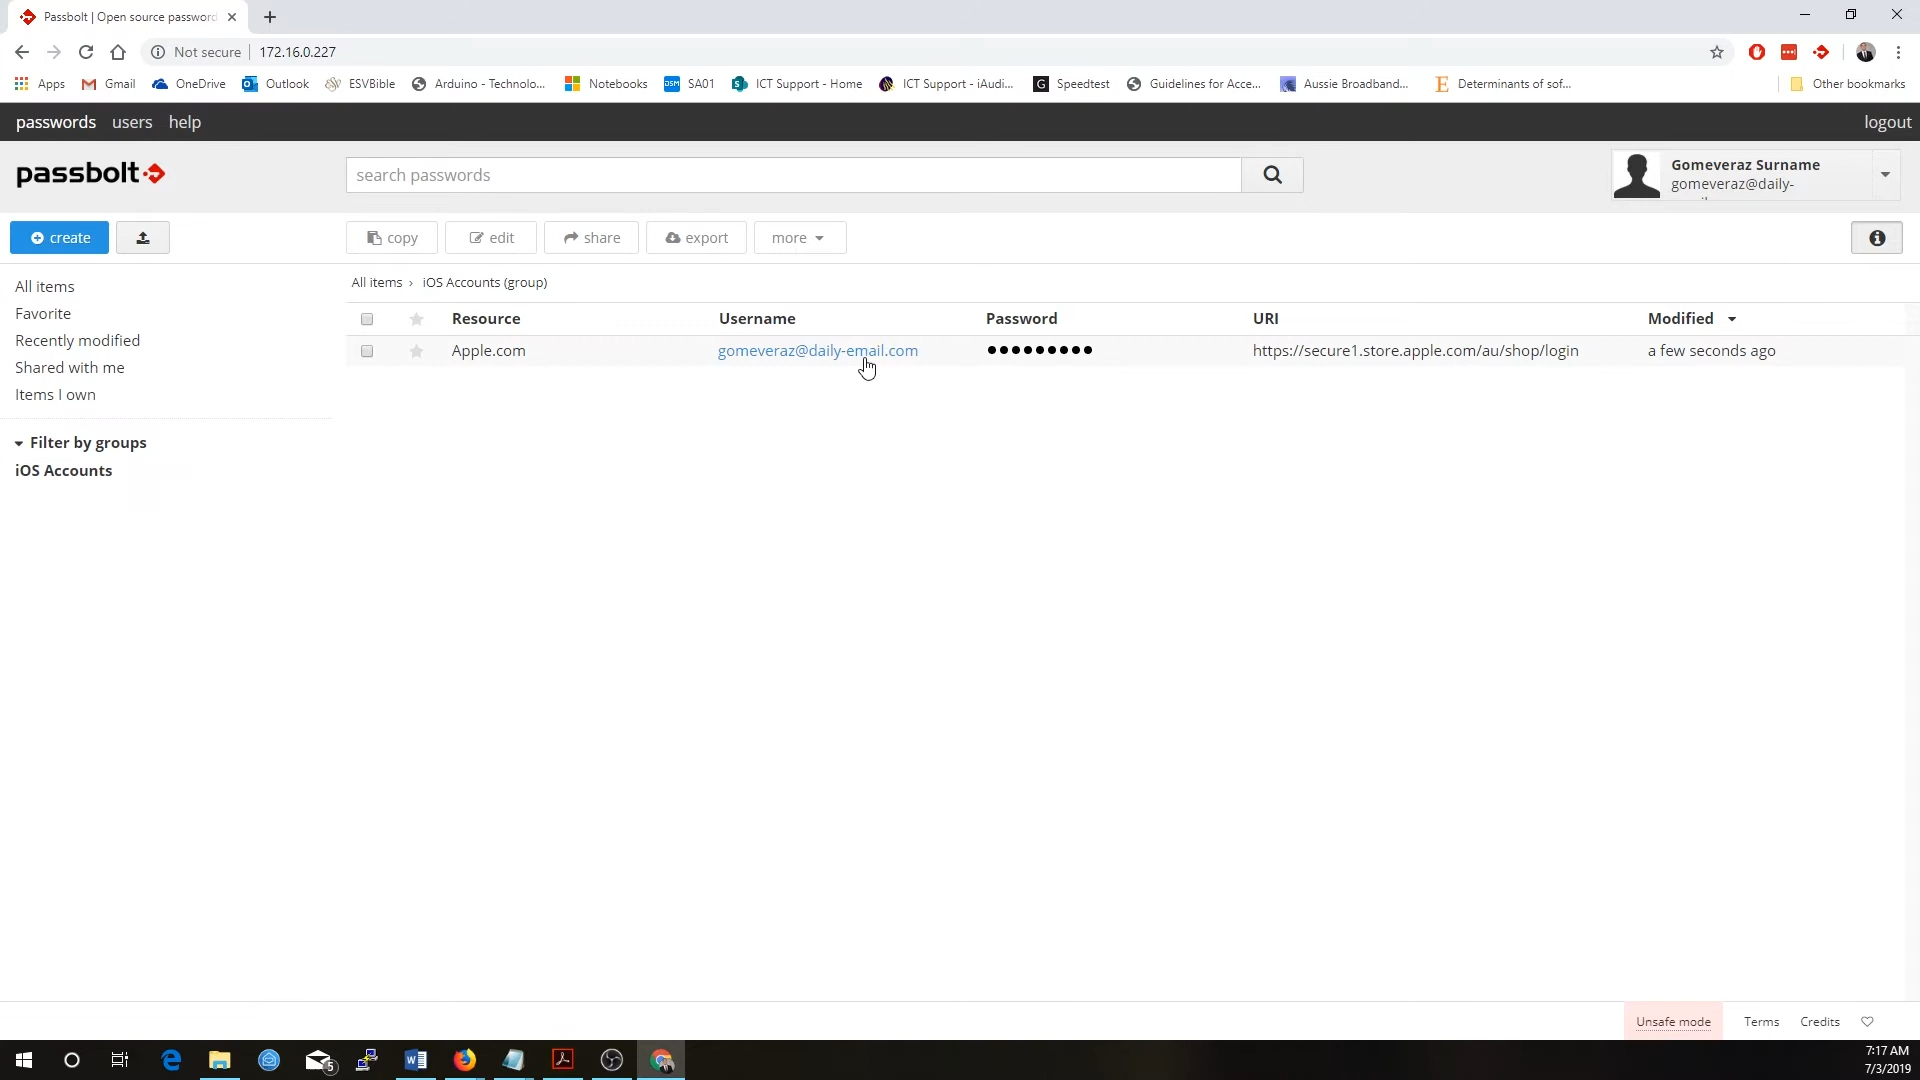 Passbolt | Open source password
Not secure
172.16.0.227
Apps
Gmail
OneDrive
Outlook
ESVBible
Arduino - Technolo...
Notebooks
DSM
SA01
ICT Support - Home
ICT Support - iAudi...
G
Speedtest
Guidelines for Acce...
Aussie Broadband...
E
Determinants of sof...
Other bookmarks
passwords
users
help
logout
passbolt
search passwords
Gomeveraz Surname
gomeveraz@daily-
create
copy
edit
share
export
more
All items
Favorite
Recently modified
Shared with me
Items I own
Filter by groups
iOS Accounts
All items › iOS Accounts (group)
Resource
Username
Password
URI
Modified
Apple.com
gomeveraz@daily-email.com
●●●●●●●●●
https://secure1.store.apple.com/au/shop/login
a few seconds ago
Unsafe mode
Terms
Credits
5
7:17 AM
7/3/2019